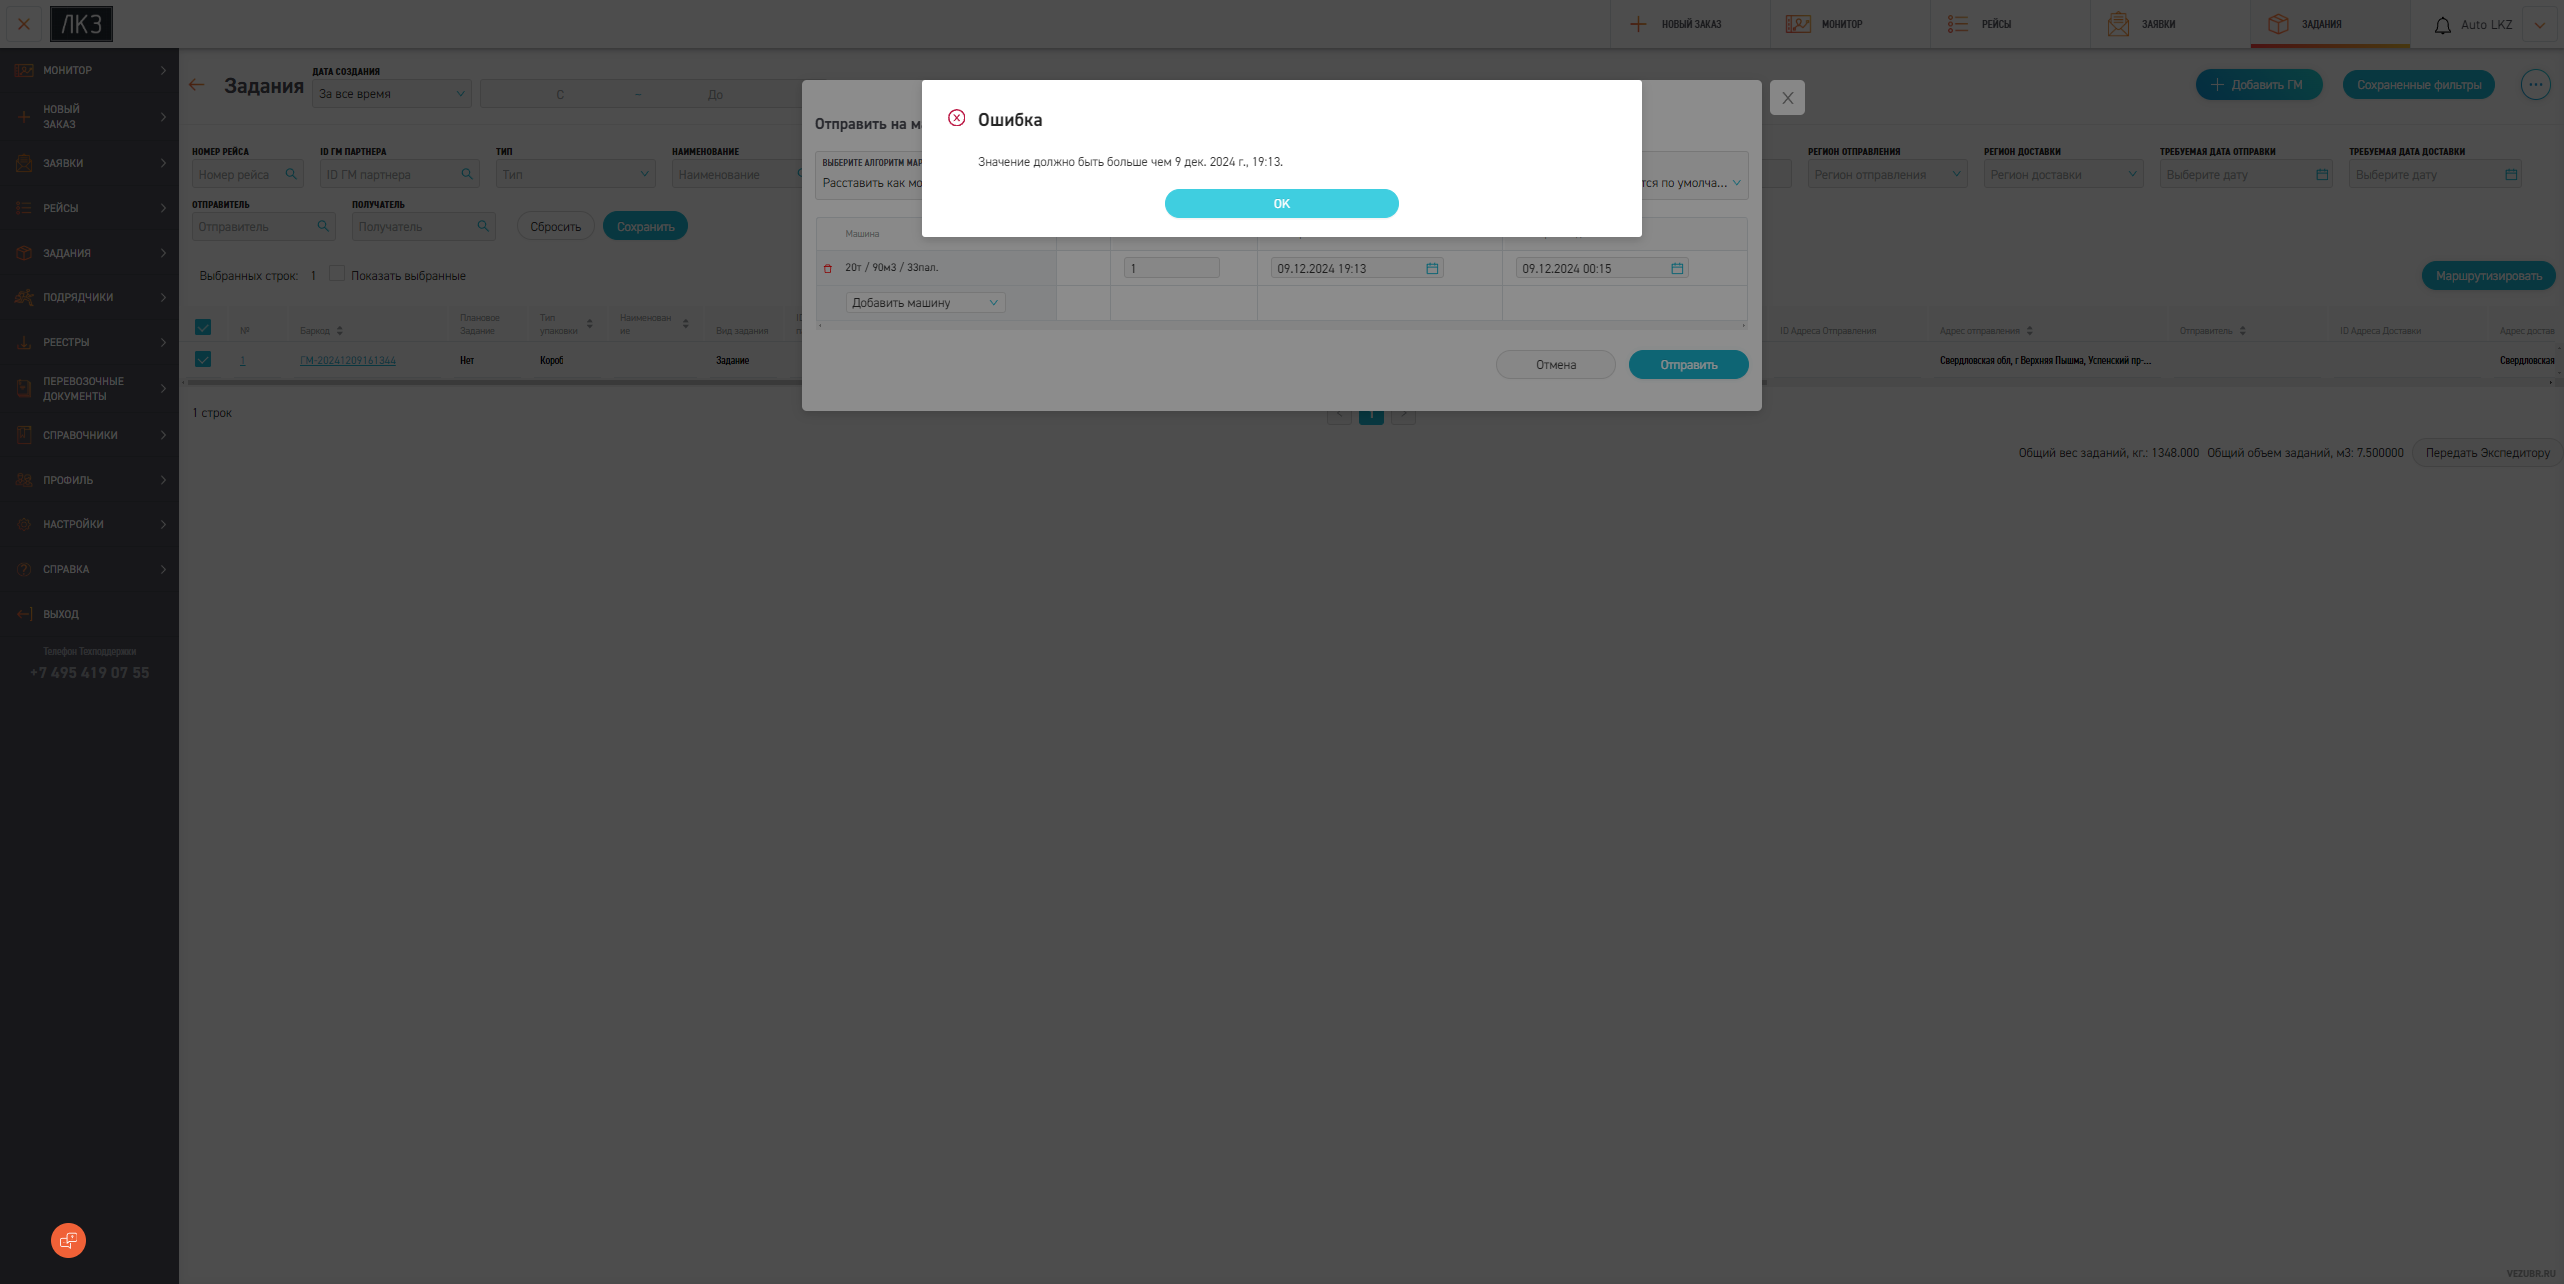 ЛКЗ
НОВЫЙ ЗАКАЗ
МОНИТОР
РЕЙСЫ
ЗАЯВКИ
ЗАДАНИЯ
Auto LKZ
МОНИТОР
НОВЫЙ
ЗАКАЗ
ЗАЯВКИ
РЕЙСЫ
ЗАДАНИЯ
ПОДРЯДЧИКИ
РЕЕСТРЫ
ПЕРЕВОЗОЧНЫЕ
ДОКУМЕНТЫ
СПРАВОЧНИКИ
ПРОФИЛЬ
НАСТРОЙКИ
СПРАВКА
ВЫХОД
Телефон Техподдержки
+7 495 419 07 55
Задания
ДАТА СОЗДАНИЯ
За все время
С
–
До
+ Добавить ГМ
Сохраненные фильтры
НОМЕР РЕЙСА
Номер рейса
ID ГМ ПАРТНЕРА
ID ГМ партнера
ТИП
Тип
НАИМЕНОВАНИЕ
Наименование
РЕГИОН ОТПРАВЛЕНИЯ
Регион отправления
РЕГИОН ДОСТАВКИ
Регион доставки
ТРЕБУЕМАЯ ДАТА ОТПРАВКИ
Выберите дату
ТРЕБУЕМАЯ ДАТА ДОСТАВКИ
Выберите дату
ОТПРАВИТЕЛЬ
Отправитель
ПОЛУЧАТЕЛЬ
Получатель
Сбросить
Сохранить
Выбранных строк: 1
Показать выбранные
Маршрутизировать
№
Баркод
Плановое
Задание
Тип
упаковки
Наименован
ие
Вид задания
ID Адреса Отправления
Адрес отправления
Отправитель
ID Адреса Доставки
Адрес достав
1
ГМ-20241209161344
Нет
Короб
Задание
Свердловская обл, г Верхняя Пышма, Успенский пр-...
Свердловская
1 строк
1
Общий вес заданий, кг.: 1348.000 Общий объем заданий, м3: 7.500000
Передать Экспедитору
Отправить на м
ВЫБЕРИТЕ АЛГОРИТМ МАР
Расставить как мо
тся по умолча...
Машина
20т / 90м3 / 33пал.
1
09.12.2024 19:13
09.12.2024 00:15
Добавить машину
Отмена
Отправить
Ошибка
Значение должно быть больше чем 9 дек. 2024 г., 19:13.
OK
VEZUBR.RU